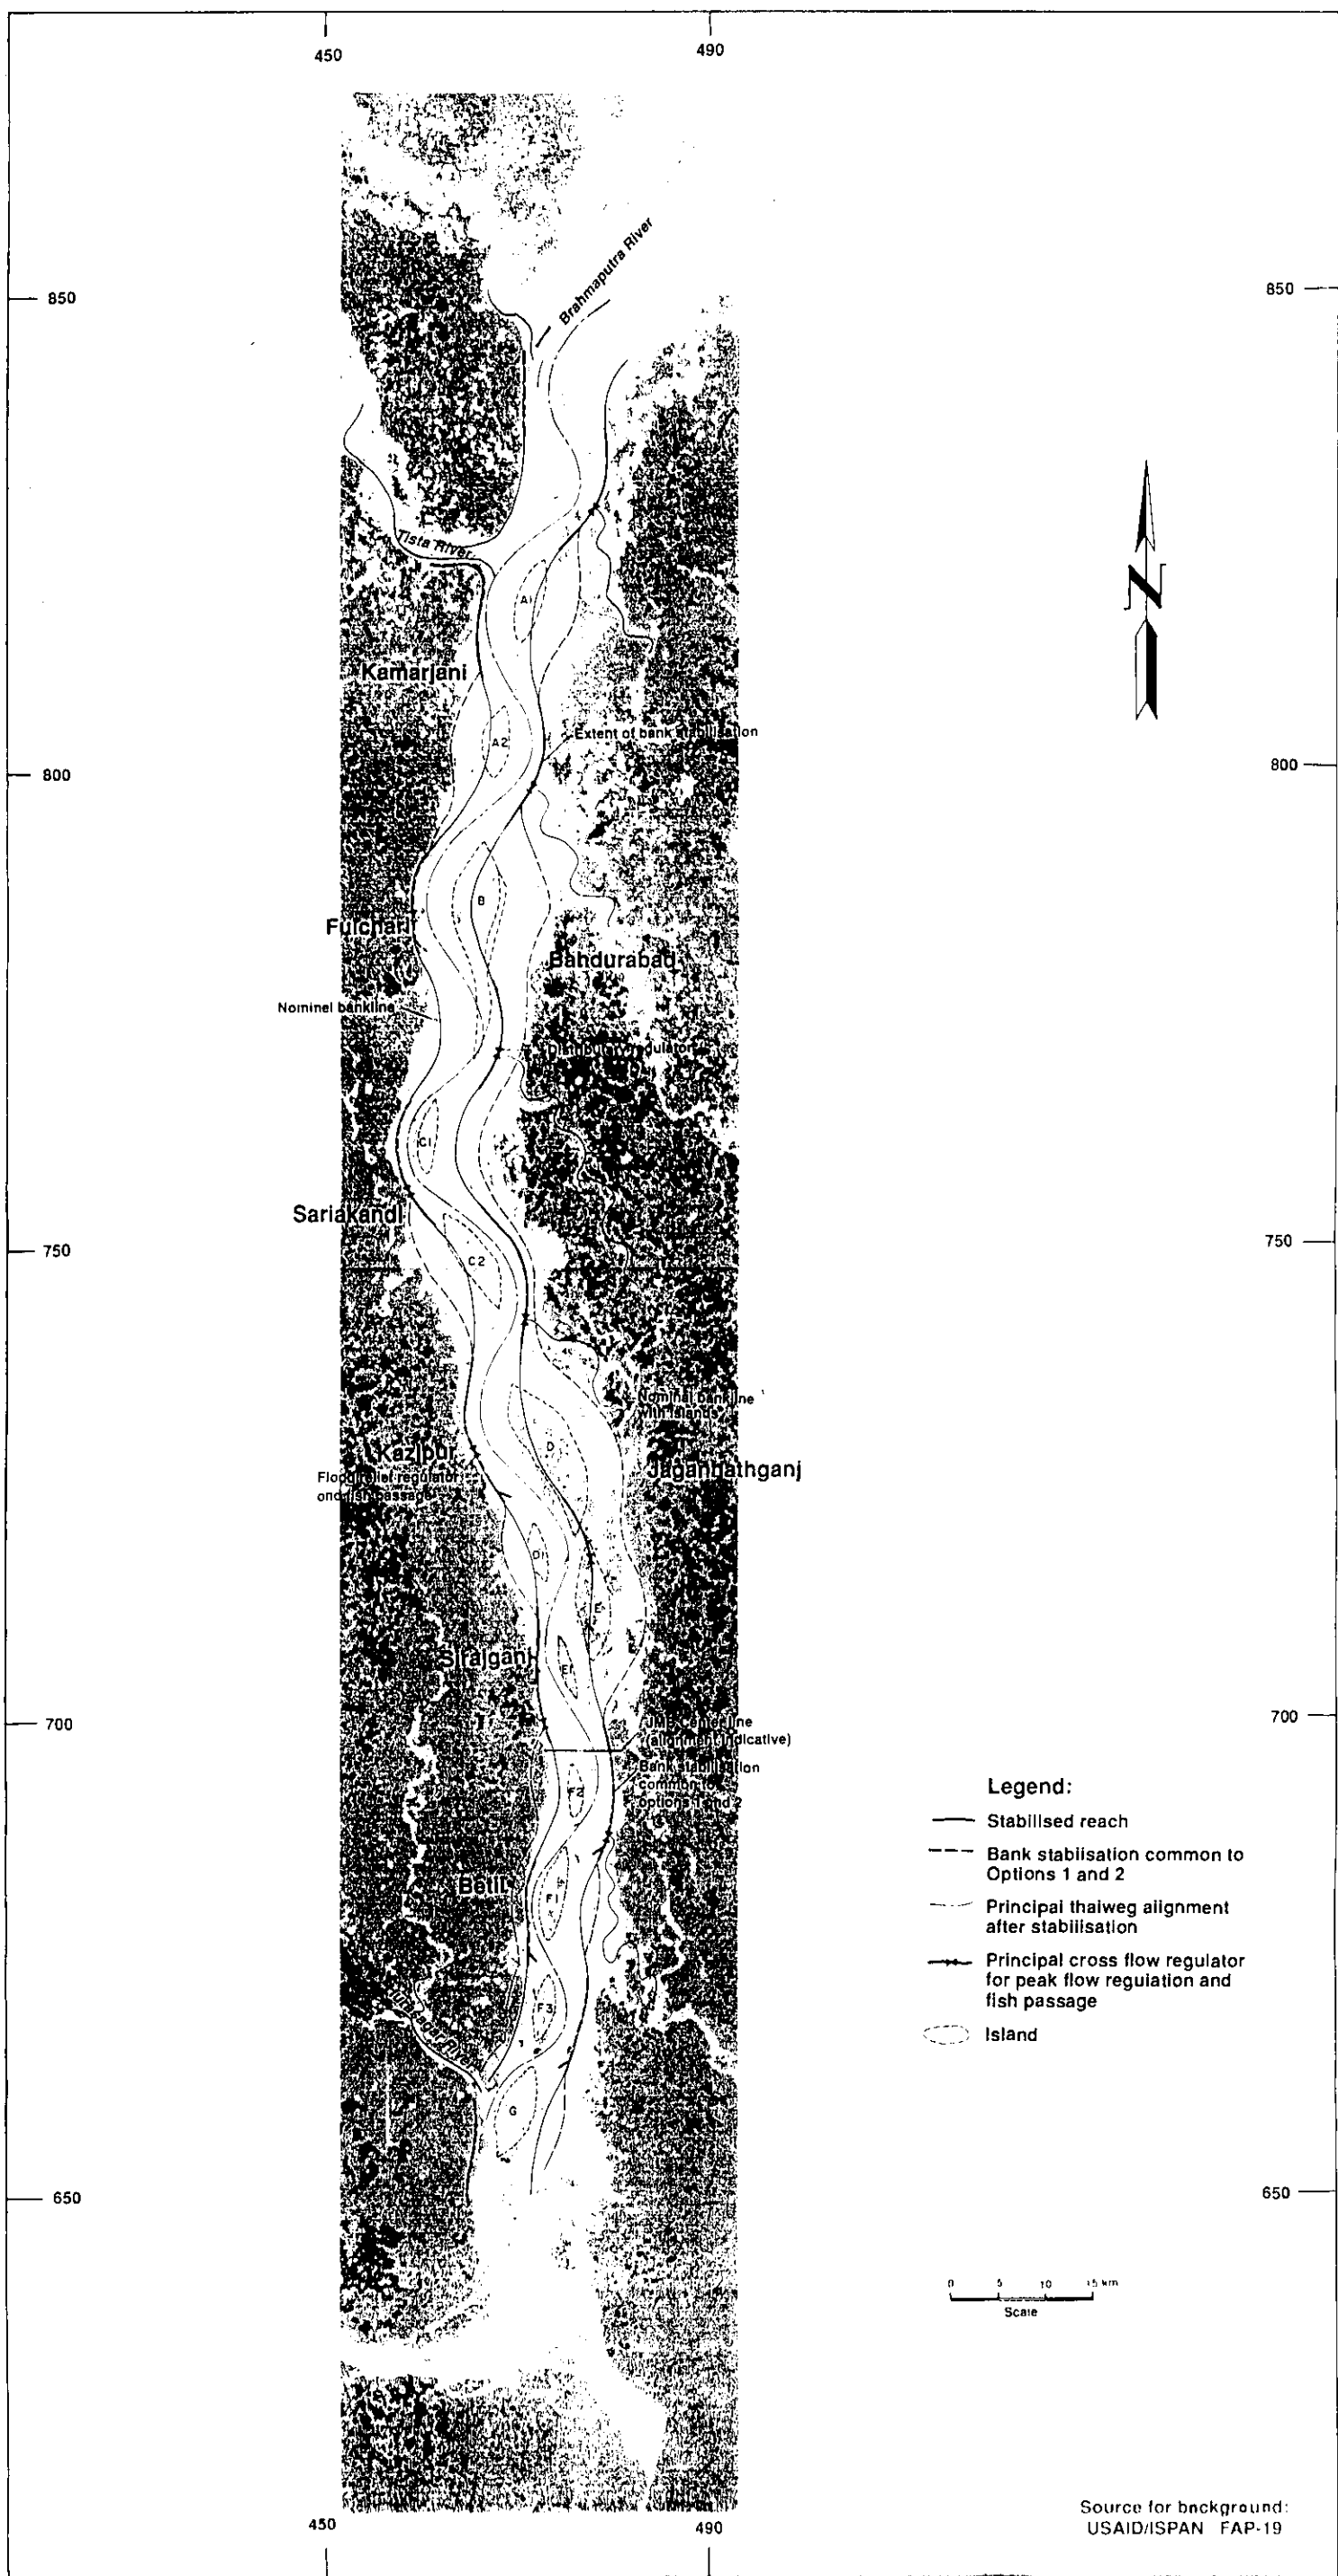 450
490
Brahmaputra River
850
850
Tista River
A1
Kamarjani
A2
Extent of bank stabilisation
800
800
B
Fulchari
Bahdurabad
Nominel bankline
Distributary regulator
C1
Sariakandi
750
750
C2
Nominal bankline
with islands
D
Kazipur
Jagannathganj
Flood relief regulator
and fish passage
D1
E
Sirajganj
E1
700
700
JMB Centerline
(alignment indicative)
Bank stabilisation
common to
options 1 and 2
F2
Betil
F1
F3
G
650
650
Legend:
Stabilised reach
Bank stabilisation common to
Options 1 and 2
Principal thalweg alignment
after stabilisation
Principal cross flow regulator
for peak flow regulation and
fish passage
Island
N
0 5 10 15 km
Scale
450
490
Source for background:
USAID/ISPAN FAP-19